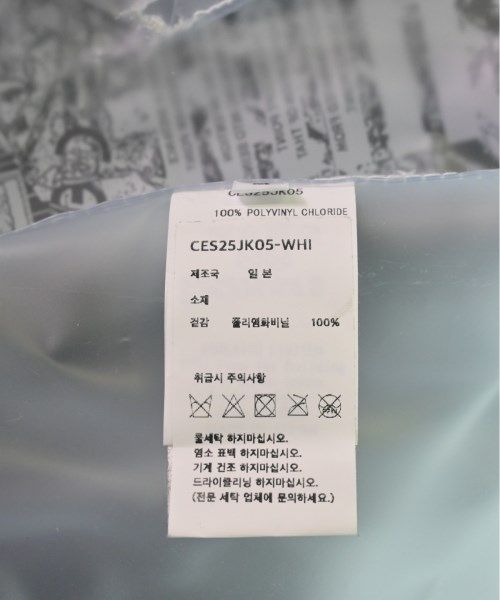 CES25JK05
100% POLYVINYL CHLORIDE
CES25JK05-WHI
제조국 일 본
소재
겉감 폴리염화비닐 100%
취급시 주의사항
물세탁 하지마십시오.
염소 표백 하지마십시오.
기계 건조 하지마십시오.
드라이클리닝 하지마십시오.
(전문 세탁 업체에 문의하세요.)